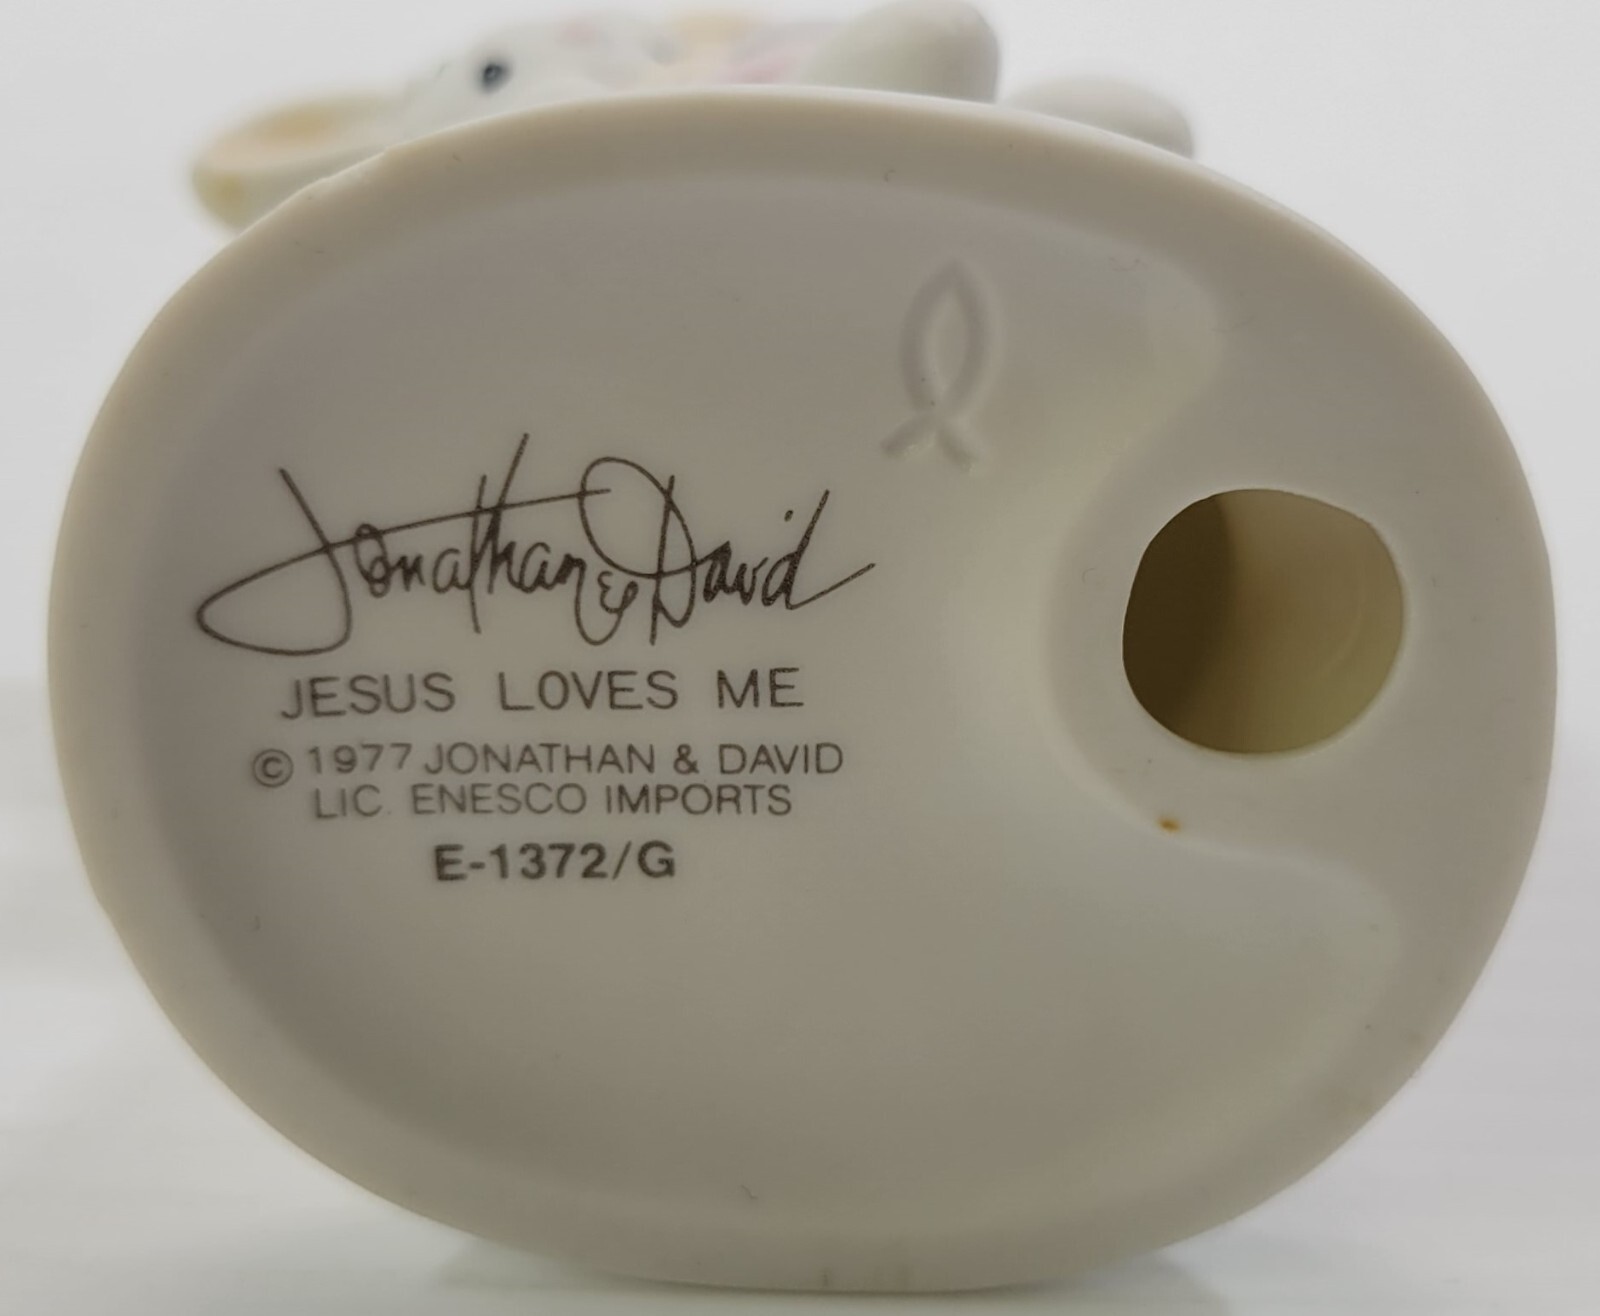 Jonathan & David
JESUS LOVES ME
© 1977 JONATHAN & DAVID
LIC. ENESCO IMPORTS
E-1372/G